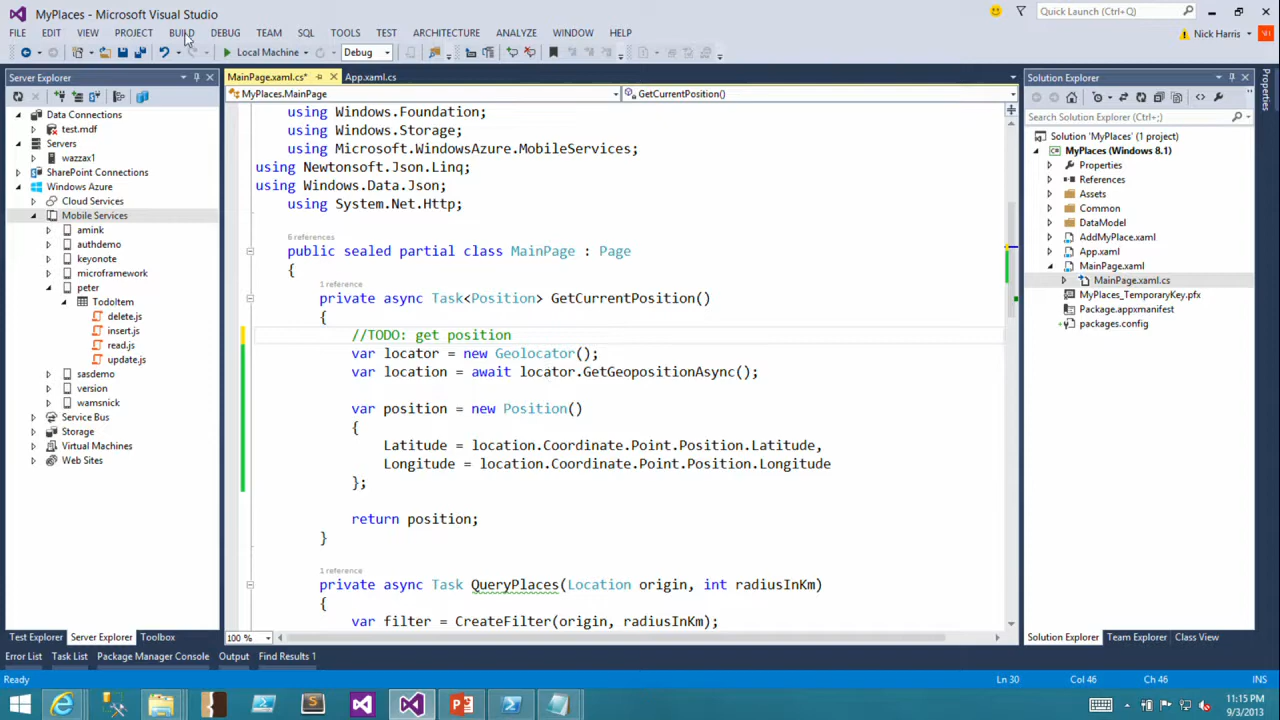 MyPlaces - Microsoft Visual Studio
Quick Launch (Ctrl+Q)
FILE EDIT VIEW PROJECT BUILD DEBUG TEAM SQL TOOLS TEST ARCHITECTURE ANALYZE WINDOW HELP
Nick Harris
NH
Local Machine
Debug
Server Explorer
Data Connections
test.mdf
Servers
wazzax1
SharePoint Connections
Windows Azure
Cloud Services
Mobile Services
amink
authdemo
keyonote
microframework
peter
TodoItem
delete.js
insert.js
read.js
update.js
sasdemo
version
wamsnick
Service Bus
Storage
Virtual Machines
Web Sites
Test Explorer Server Explorer Toolbox
MainPage.xaml.cs* App.xaml.cs
MyPlaces.MainPage
GetCurrentPosition()
using Windows.Foundation;
using Windows.Storage;
using Microsoft.WindowsAzure.MobileServices;
using Newtonsoft.Json.Linq;
using Windows.Data.Json;
using System.Net.Http;
6 references
public sealed partial class MainPage : Page
{
1 reference
private async Task<Position> GetCurrentPosition()
{
//TODO: get position
var locator = new Geolocator();
var location = await locator.GetGeopositionAsync();
var position = new Position()
{
Latitude = location.Coordinate.Point.Position.Latitude,
Longitude = location.Coordinate.Point.Position.Longitude
};
return position;
}
1 reference
private async Task QueryPlaces(Location origin, int radiusInKm)
{
var filter = CreateFilter(origin, radiusInKm);
100 %
Solution Explorer
Search Solution Explorer (Ctrl+;)
Solution 'MyPlaces' (1 project)
MyPlaces (Windows 8.1)
Properties
References
Assets
Common
DataModel
AddMyPlace.xaml
App.xaml
MainPage.xaml
MainPage.xaml.cs
MyPlaces_TemporaryKey.pfx
Package.appxmanifest
packages.config
Solution Explorer Team Explorer Class View
Properties
Error List Task List Package Manager Console Output Find Results 1
Ready
Ln 30 Col 46 Ch 46 INS
11:15 PM
9/3/2013